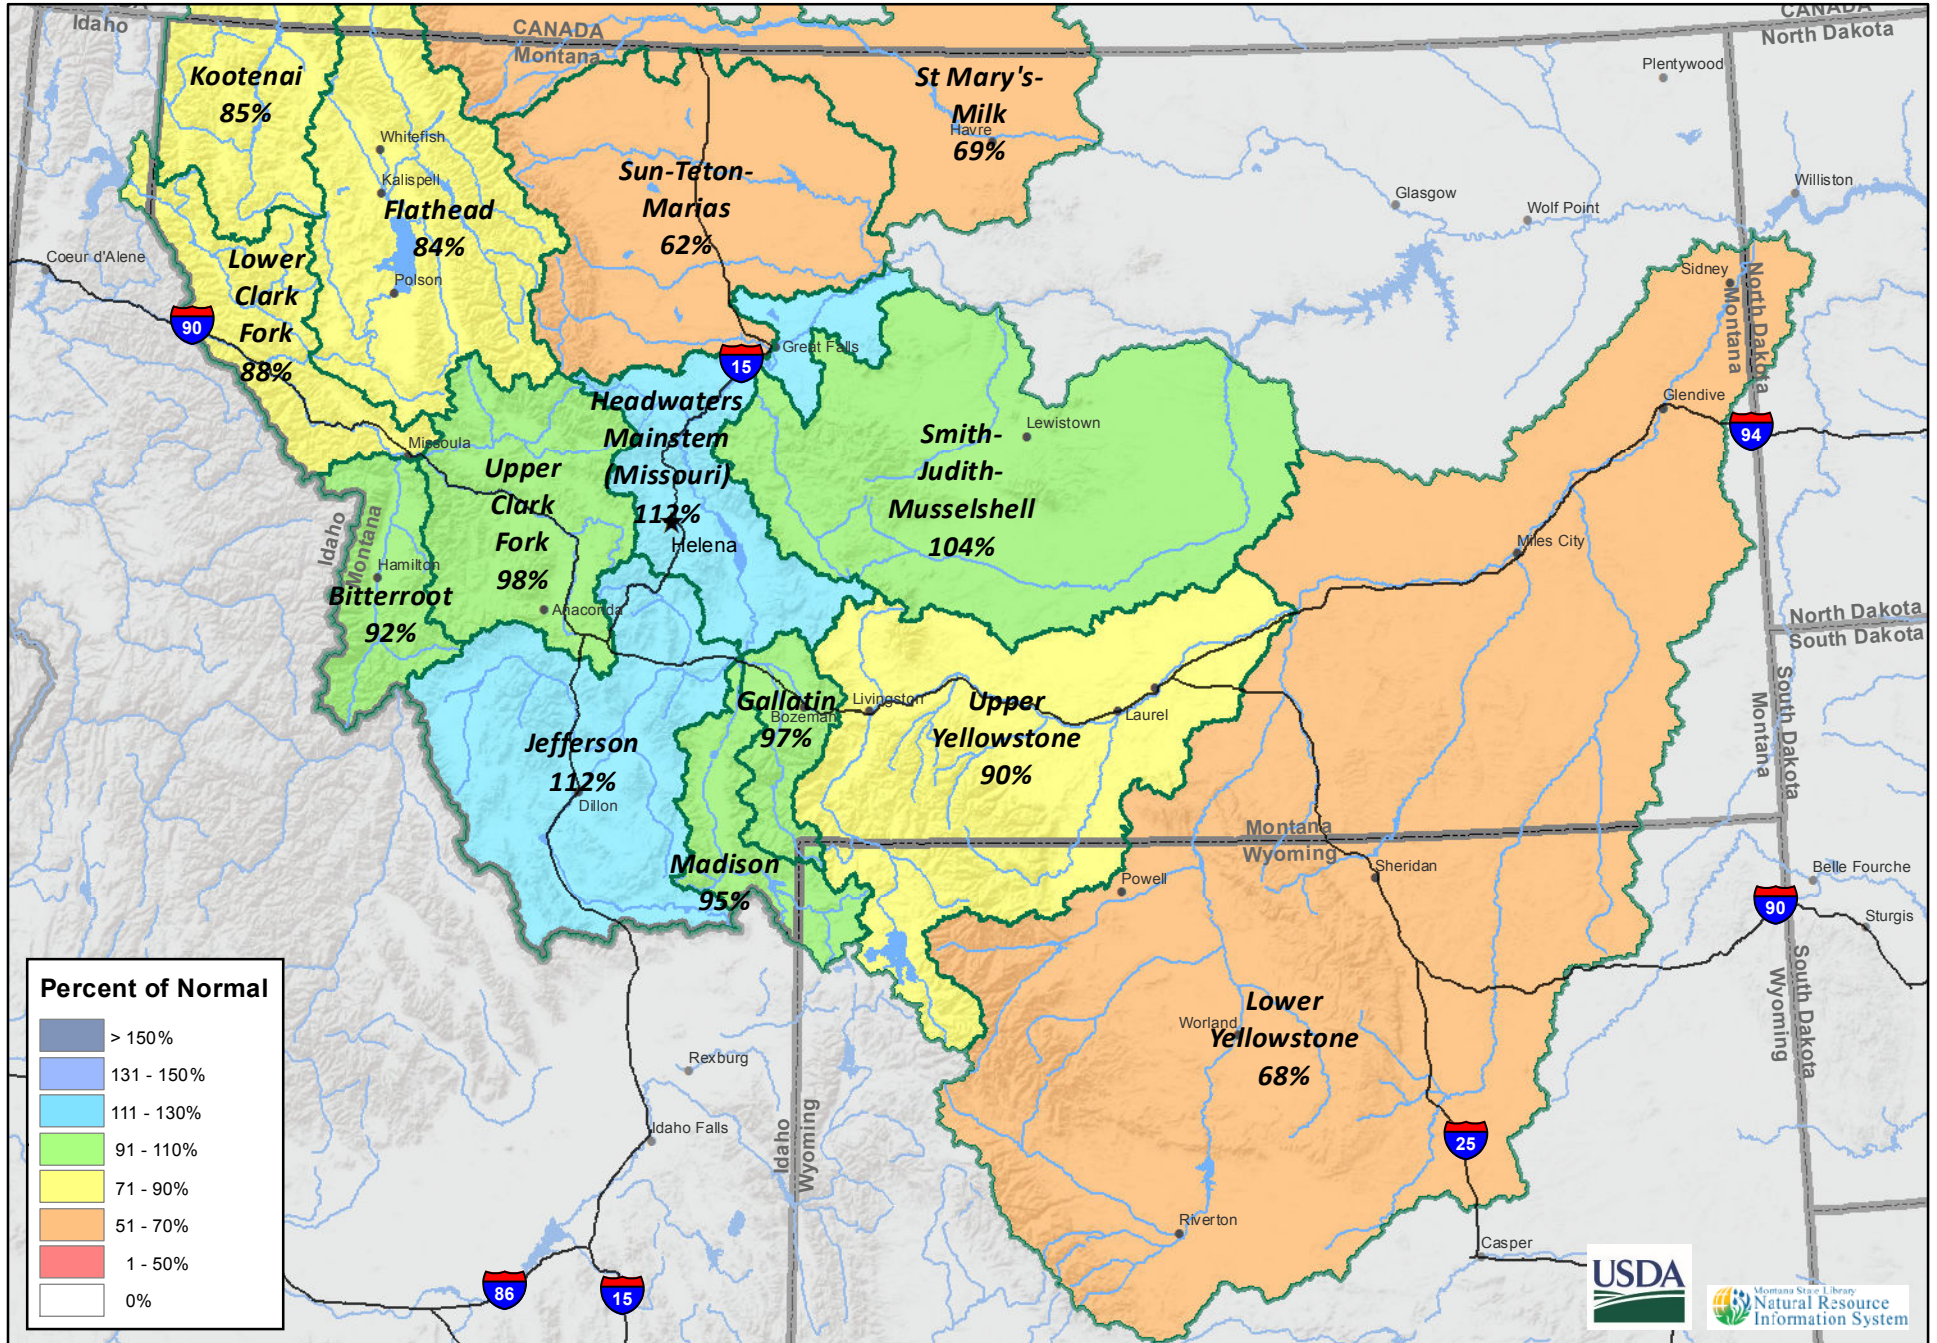 CANADA
Idaho
CANADA
Montana
CANADA
North Dakota
Kootenai
85%
Whitefish
Kalispell
Flathead
84%
Polson
St Mary's-
Milk
Havre
69%
Sun-Teton-
Marias
62%
Plentywood
Glasgow
Wolf Point
Williston
Coeur d'Alene
90
Lower
Clark
Fork
88%
Sidney
North Dakota
Montana
Great Falls
15
Headwaters
Mainstem
(Missouri)
112%
Helena
Missoula
Upper
Clark
Fork
98%
Anaconda
Lewistown
Smith-
Judith-
Musselshell
104%
Glendive
94
Miles City
Idaho
Montana
Hamilton
Bitterroot
92%
North Dakota
South Dakota
South Dakota
Montana
Gallatin
Bozeman
97%
Livingston
Upper
Yellowstone
90%
Laurel
Jefferson
112%
Dillon
Madison
95%
Montana
Wyoming
Powell
Sheridan
Belle Fourche
90
Sturgis
South Dakota
Wyoming
Lower
Worland
Yellowstone
68%
Rexburg
Idaho Falls
Idaho
Wyoming
25
Riverton
Casper
86
15
Percent of Normal
> 150%
131 - 150%
111 - 130%
91 - 110%
71 - 90%
51 - 70%
1 - 50%
0%
USDA
Montana State Library
Natural Resource
Information System